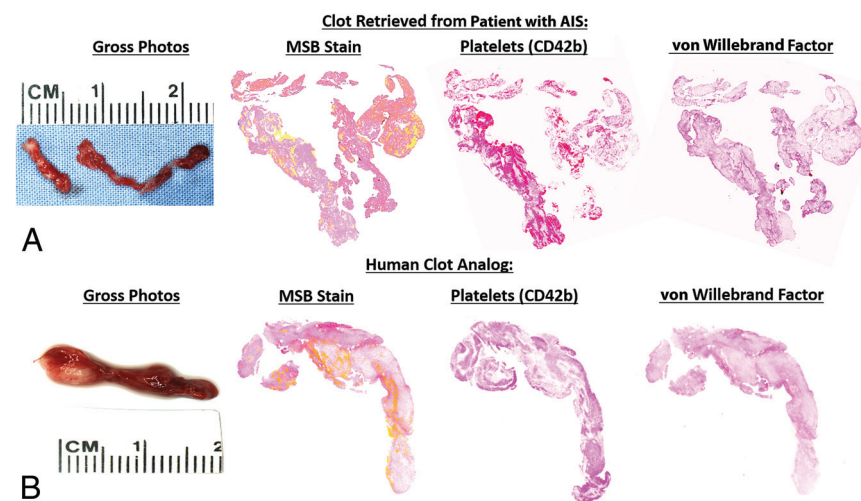 Clot Retrieved from Patient with AIS:
Gross Photos
MSB Stain
Platelets (CD42b)
von Willebrand Factor
CM 1 2
A
Human Clot Analog:
Gross Photos
MSB Stain
Platelets (CD42b)
von Willebrand Factor
CM 1 2
B